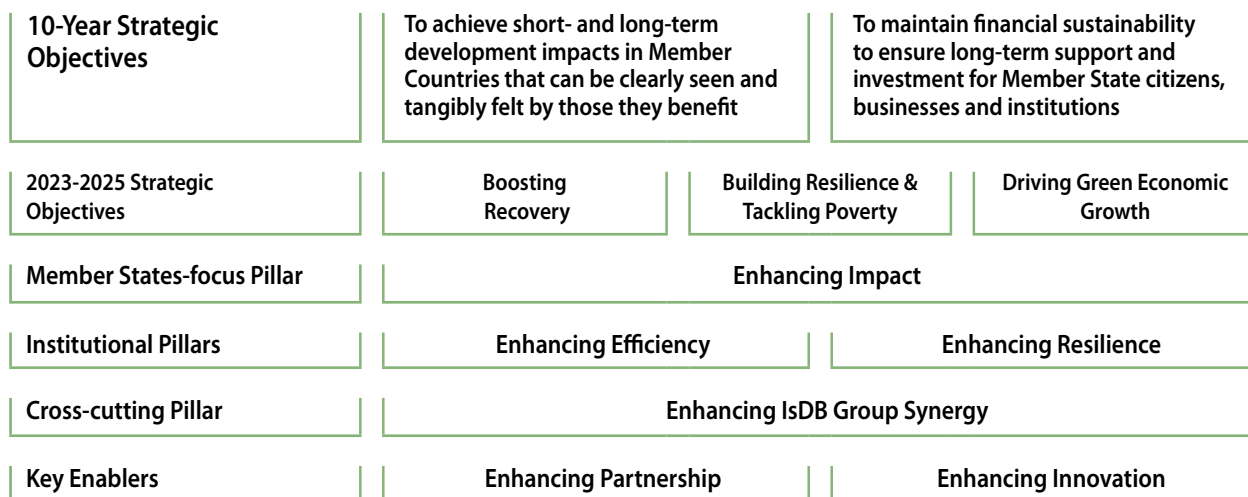 10-Year Strategic
Objectives
To achieve short- and long-term
development impacts in Member
Countries that can be clearly seen and
tangibly felt by those they benefit
To maintain financial sustainability
to ensure long-term support and
investment for Member State citizens,
businesses and institutions
2023-2025 Strategic
Objectives
Boosting
Recovery
Building Resilience &
Tackling Poverty
Driving Green Economic
Growth
Member States-focus Pillar
Enhancing Impact
Institutional Pillars
Enhancing Efficiency
Enhancing Resilience
Cross-cutting Pillar
Enhancing IsDB Group Synergy
Key Enablers
Enhancing Partnership
Enhancing Innovation